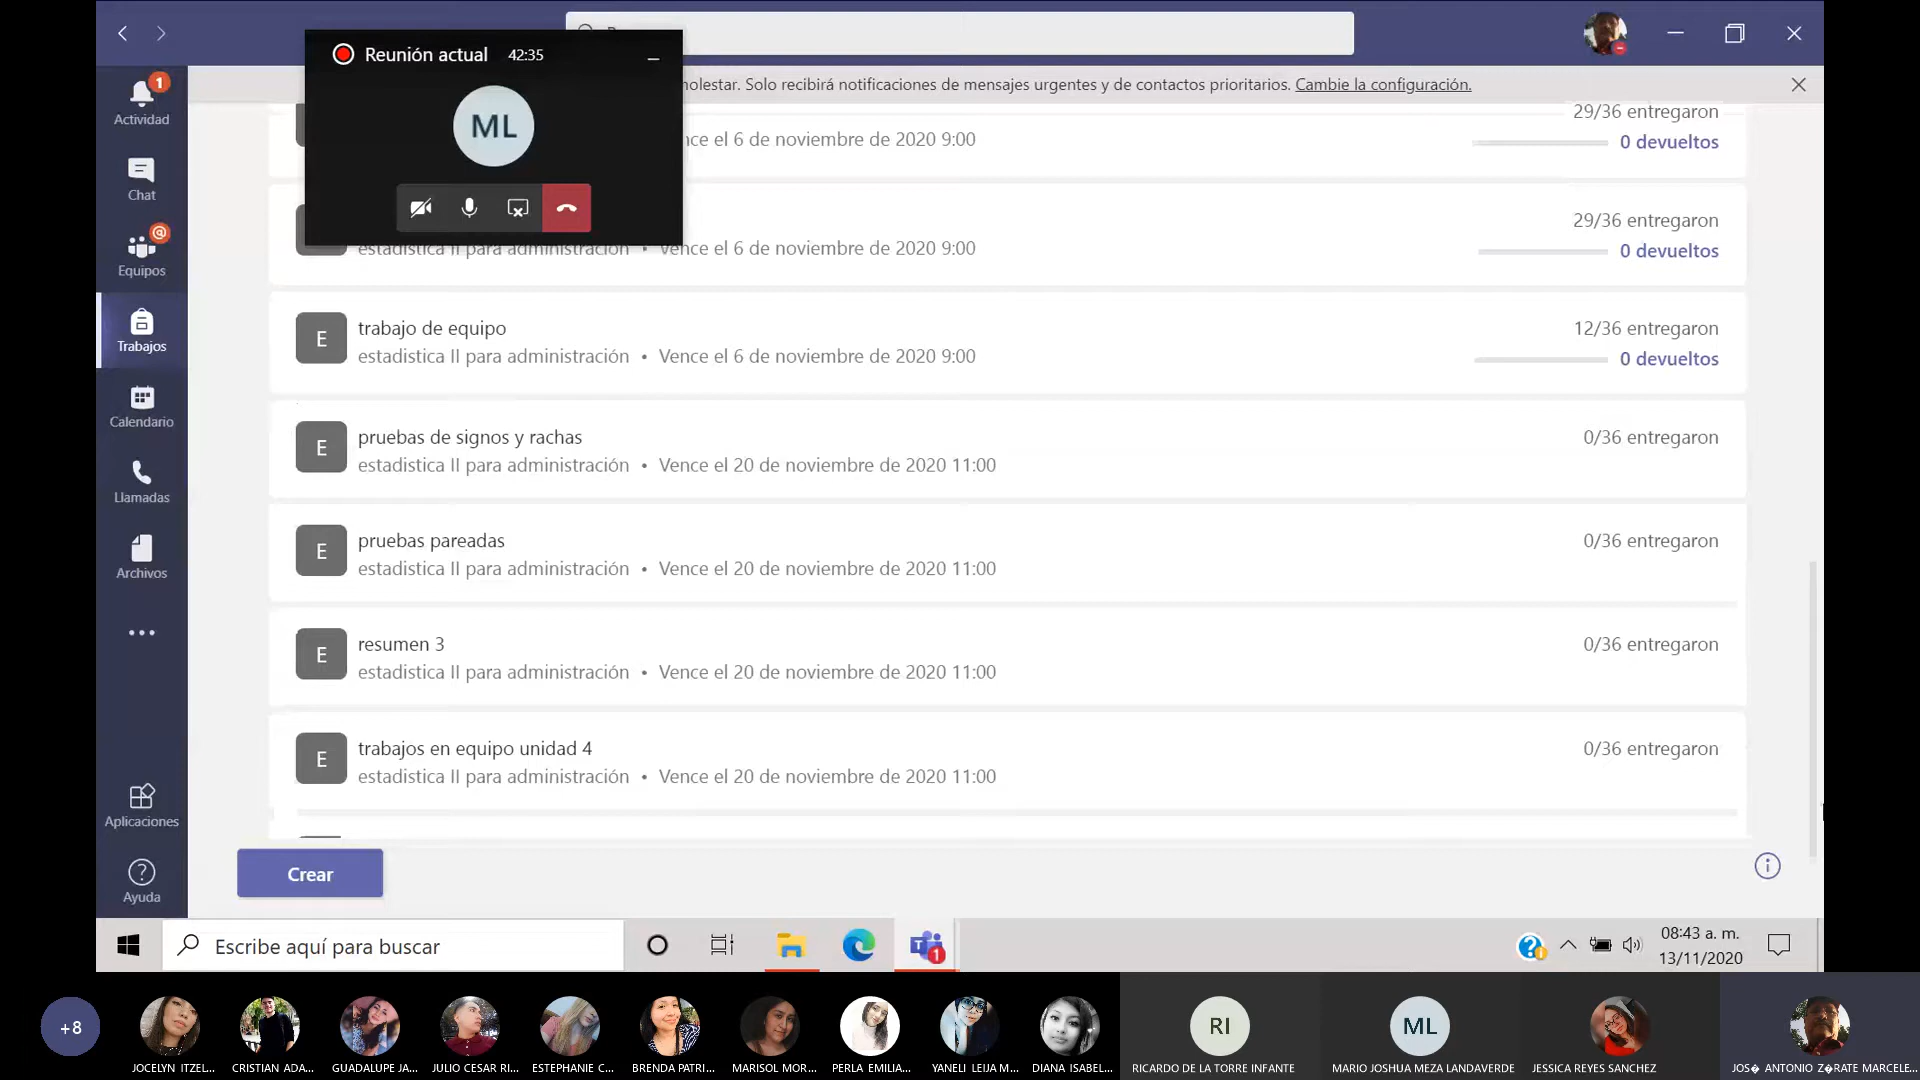 Reunión actual 42:35
ML
molestar. Solo recibirá notificaciones de mensajes urgentes y de contactos prioritarios. Cambie la configuración.
1
Actividad
Chat
@
Equipos
Trabajos
Calendario
Llamadas
Archivos
Aplicaciones
Ayuda
29/36 entregaron
nce el 6 de noviembre de 2020 9:00
0 devueltos
29/36 entregaron
estadistica II para administración • Vence el 6 de noviembre de 2020 9:00
0 devueltos
E
trabajo de equipo
12/36 entregaron
estadistica II para administración • Vence el 6 de noviembre de 2020 9:00
0 devueltos
E
pruebas de signos y rachas
0/36 entregaron
estadistica II para administración • Vence el 20 de noviembre de 2020 11:00
E
pruebas pareadas
0/36 entregaron
estadistica II para administración • Vence el 20 de noviembre de 2020 11:00
E
resumen 3
0/36 entregaron
estadistica II para administración • Vence el 20 de noviembre de 2020 11:00
E
trabajos en equipo unidad 4
0/36 entregaron
estadistica II para administración • Vence el 20 de noviembre de 2020 11:00
Crear
Escribe aquí para buscar
1
08:43 a. m.
13/11/2020
+8
RI
ML
JOCELYN ITZEL... CRISTIAN ADA... GUADALUPE JA... JULIO CESAR RI... ESTEPHANIE C... BRENDA PATRI... MARISOL MOR... PERLA EMILIA... YANELI LEIJA M... DIANA ISABEL... RICARDO DE LA TORRE INFANTE MARIO JOSHUA MEZA LANDAVERDE JESSICA REYES SANCHEZ JOS� ANTONIO Z�RATE MARCELE...